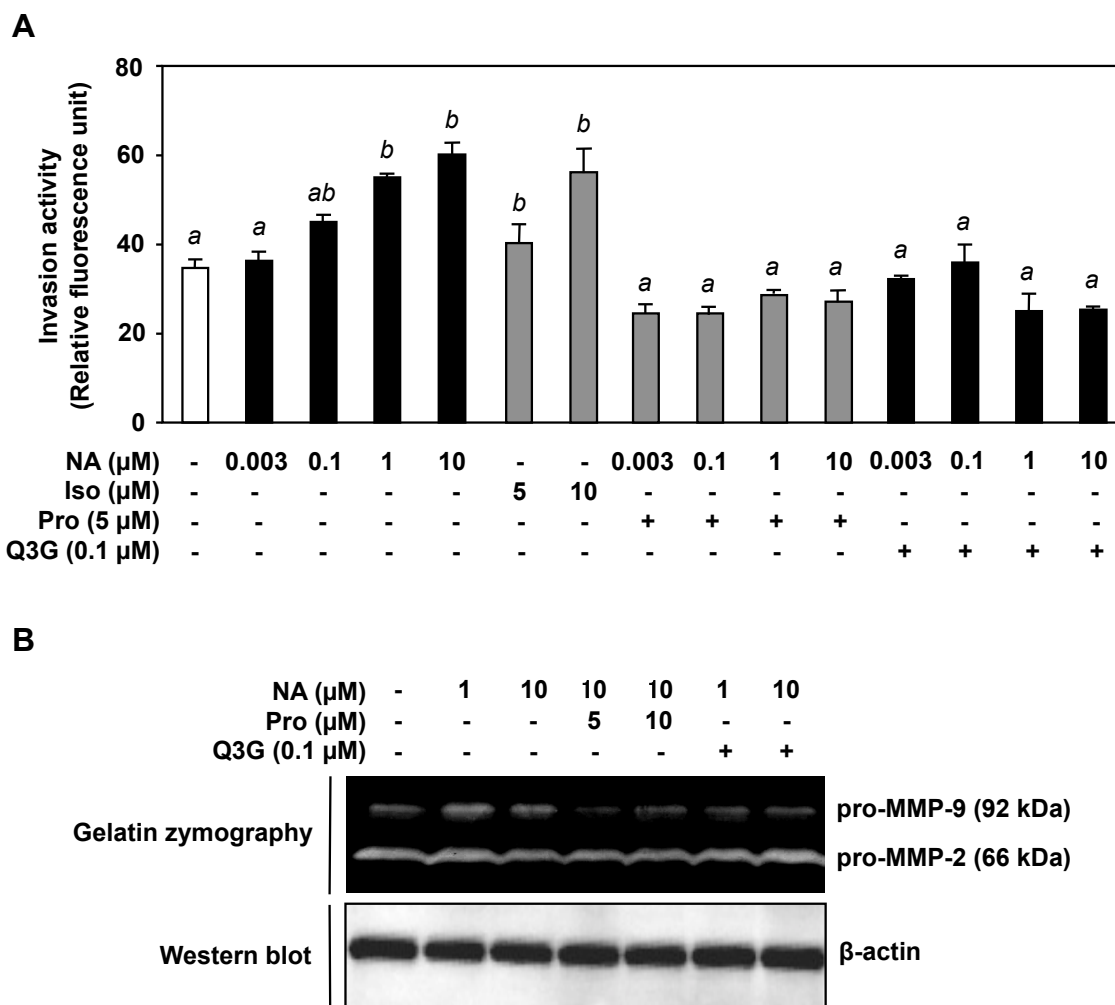 A
Invasion activity
(Relative fluorescence unit)
80
60
40
20
0
a a ab b b b b a a a a a a a a
NA (µM) - 0.003 0.1 1 10 - - 0.003 0.1 1 10 0.003 0.1 1 10
Iso (µM) - - - - - 5 10 - - - - - - - -
Pro (5 µM) - - - - - - - + + + + - - - -
Q3G (0.1 µM) - - - - - - - - - - - + + + +
B
NA (µM) - 1 10 10 10 1 10
Pro (µM) - - - 5 10 - -
Q3G (0.1 µM) - - - - - + +
Gelatin zymography
pro-MMP-9 (92 kDa)
pro-MMP-2 (66 kDa)
Western blot
β-actin